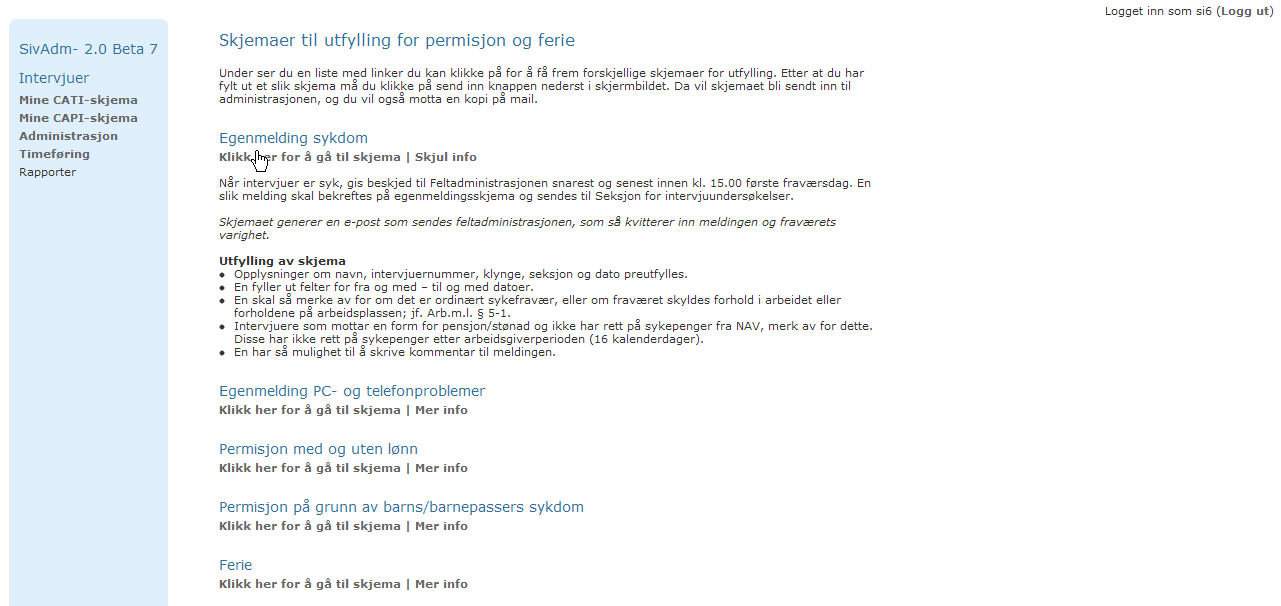 Logget inn som si6 (Logg ut)
SivAdm- 2.0 Beta 7
Intervjuer
Mine CATI-skjema
Mine CAPI-skjema
Administrasjon
Timeføring
Rapporter
Skjemaer til utfylling for permisjon og ferie
Under ser du en liste med linker du kan klikke på for å få frem forskjellige skjemaer for utfylling. Etter at du har
fylt ut et slik skjema må du klikke på send inn knappen nederst i skjermbildet. Da vil skjemaet bli sendt inn til
administrasjonen, og du vil også motta en kopi på mail.
Egenmelding sykdom
Klikk her for å gå til skjema | Skjul info
Når intervjuer er syk, gis beskjed til Feltadministrasjonen snarest og senest innen kl. 15.00 første fraværsdag. En
slik melding skal bekreftes på egenmeldingsskjema og sendes til Seksjon for intervjuundersøkelser.
Skjemaet generer en e-post som sendes feltadministrasjonen, som så kvitterer inn meldingen og fraværets
varighet.
Utfylling av skjema
• Opplysninger om navn, intervjuernummer, klynge, seksjon og dato preutfylles.
• En fyller ut felter for fra og med – til og med datoer.
• En skal så merke av for om det er ordinært sykefravær, eller om fraværet skyldes forhold i arbeidet eller
forholdene på arbeidsplassen; jf. Arb.m.l. § 5-1.
• Intervjuere som mottar en form for pensjon/stønad og ikke har rett på sykepenger fra NAV, merk av for dette.
Disse har ikke rett på sykepenger etter arbeidsgiverperioden (16 kalenderdager).
• En har så mulighet til å skrive kommentar til meldingen.
Egenmelding PC- og telefonproblemer
Klikk her for å gå til skjema | Mer info
Permisjon med og uten lønn
Klikk her for å gå til skjema | Mer info
Permisjon på grunn av barns/barnepassers sykdom
Klikk her for å gå til skjema | Mer info
Ferie
Klikk her for å gå til skjema | Mer info